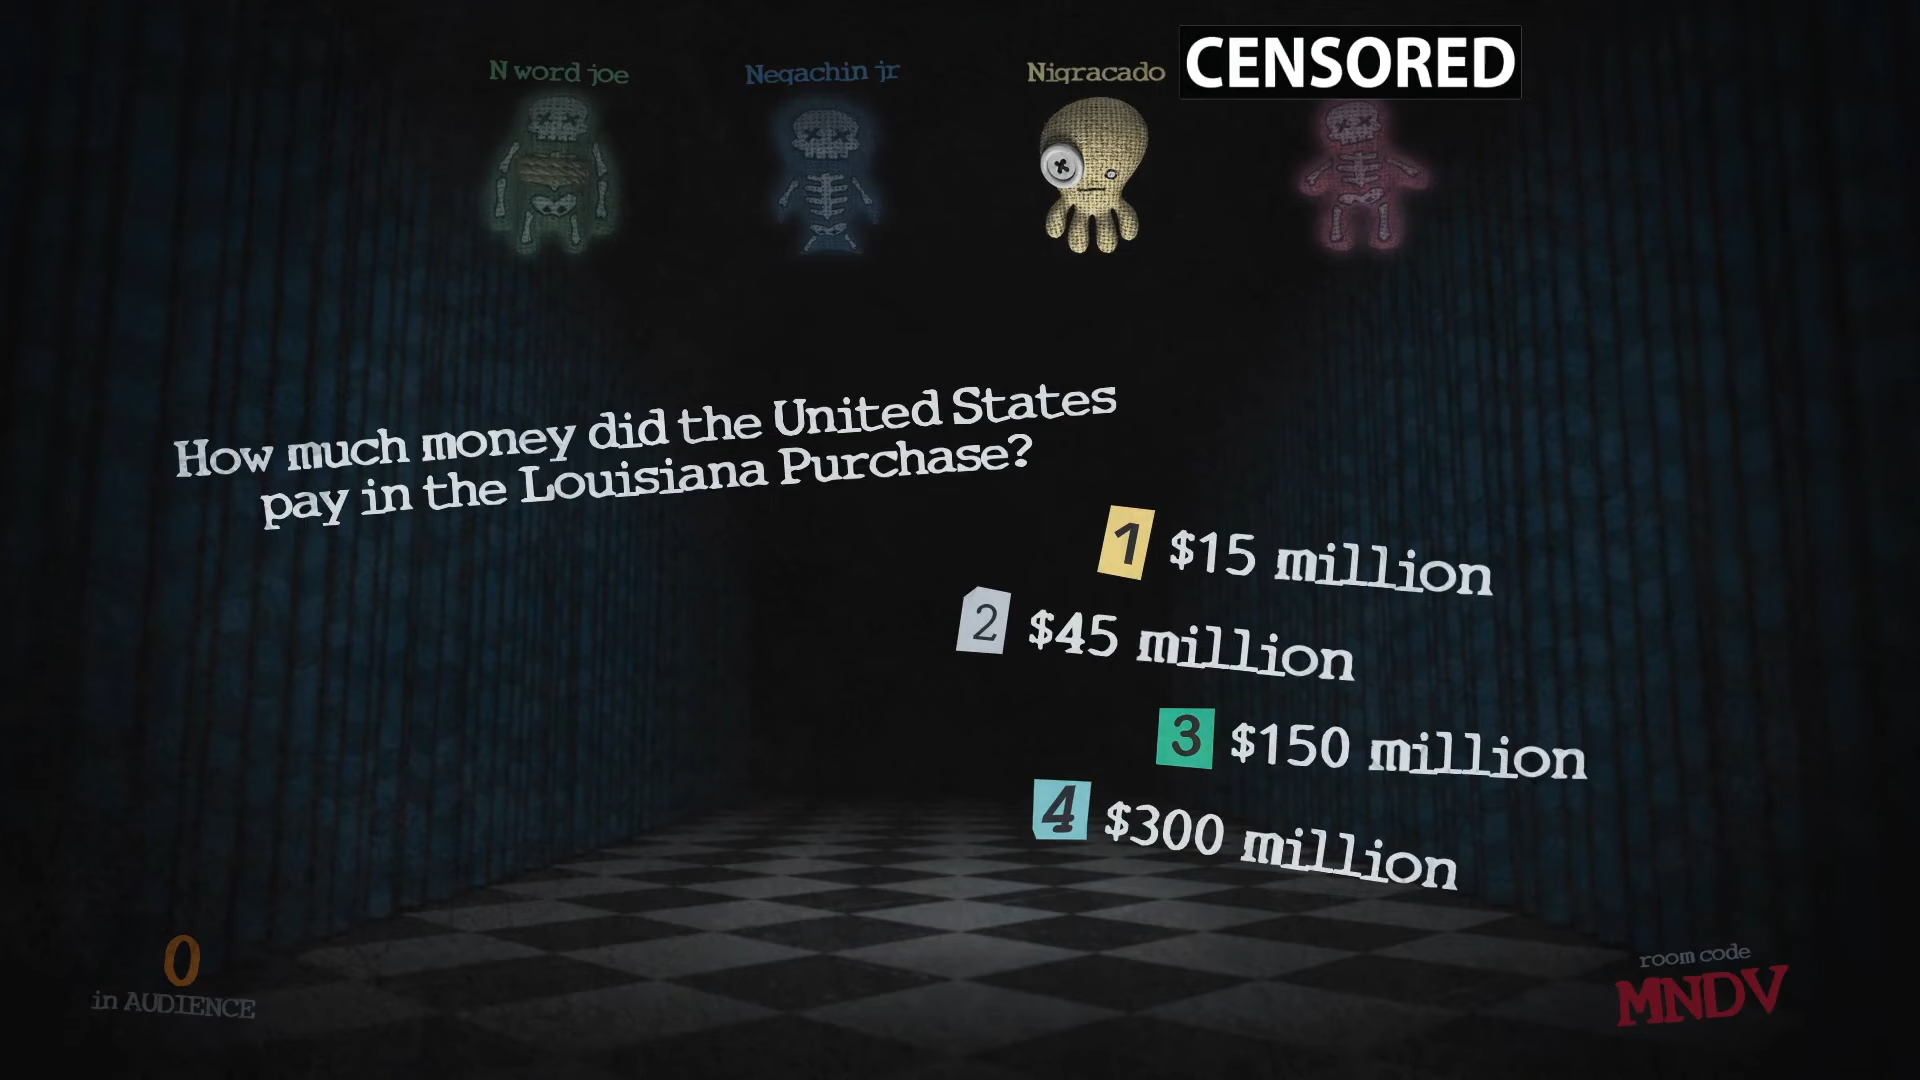 N word joe
Negachin jr
Nigracado
CENSORED
How much money did the United States
pay in the Louisiana Purchase?
1 $15 million
2 $45 million
3 $150 million
4 $300 million
0
in AUDIENCE
room code
MNDV